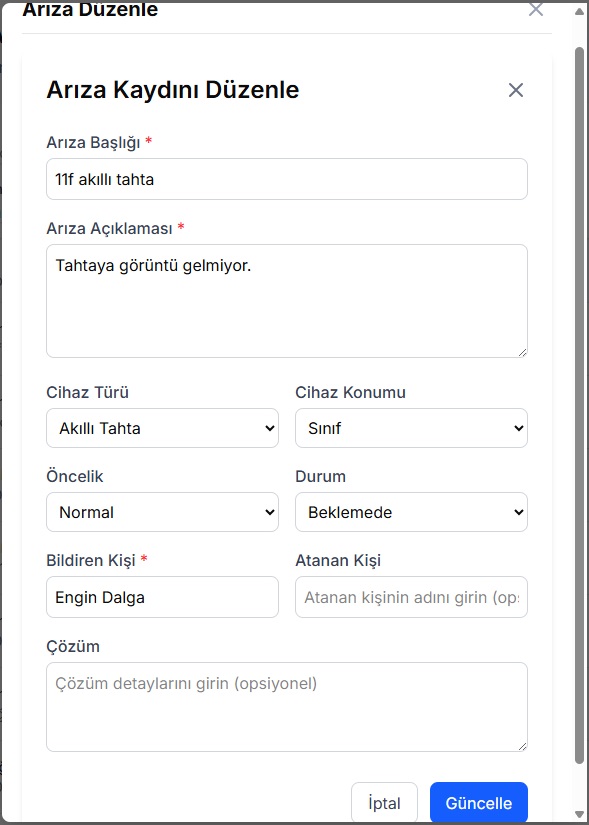 Arıza Düzenle
Arıza Kaydını Düzenle
Arıza Başlığı *
11f akıllı tahta
Arıza Açıklaması *
Tahtaya görüntü gelmiyor.
Cihaz Türü
Cihaz Konumu
Akıllı Tahta
Sınıf
Öncelik
Durum
Normal
Beklemede
Bildiren Kişi *
Atanan Kişi
Engin Dalga
Atanan kişinin adını girin (ops
Çözüm
Çözüm detaylarını girin (opsiyonel)
İptal
Güncelle